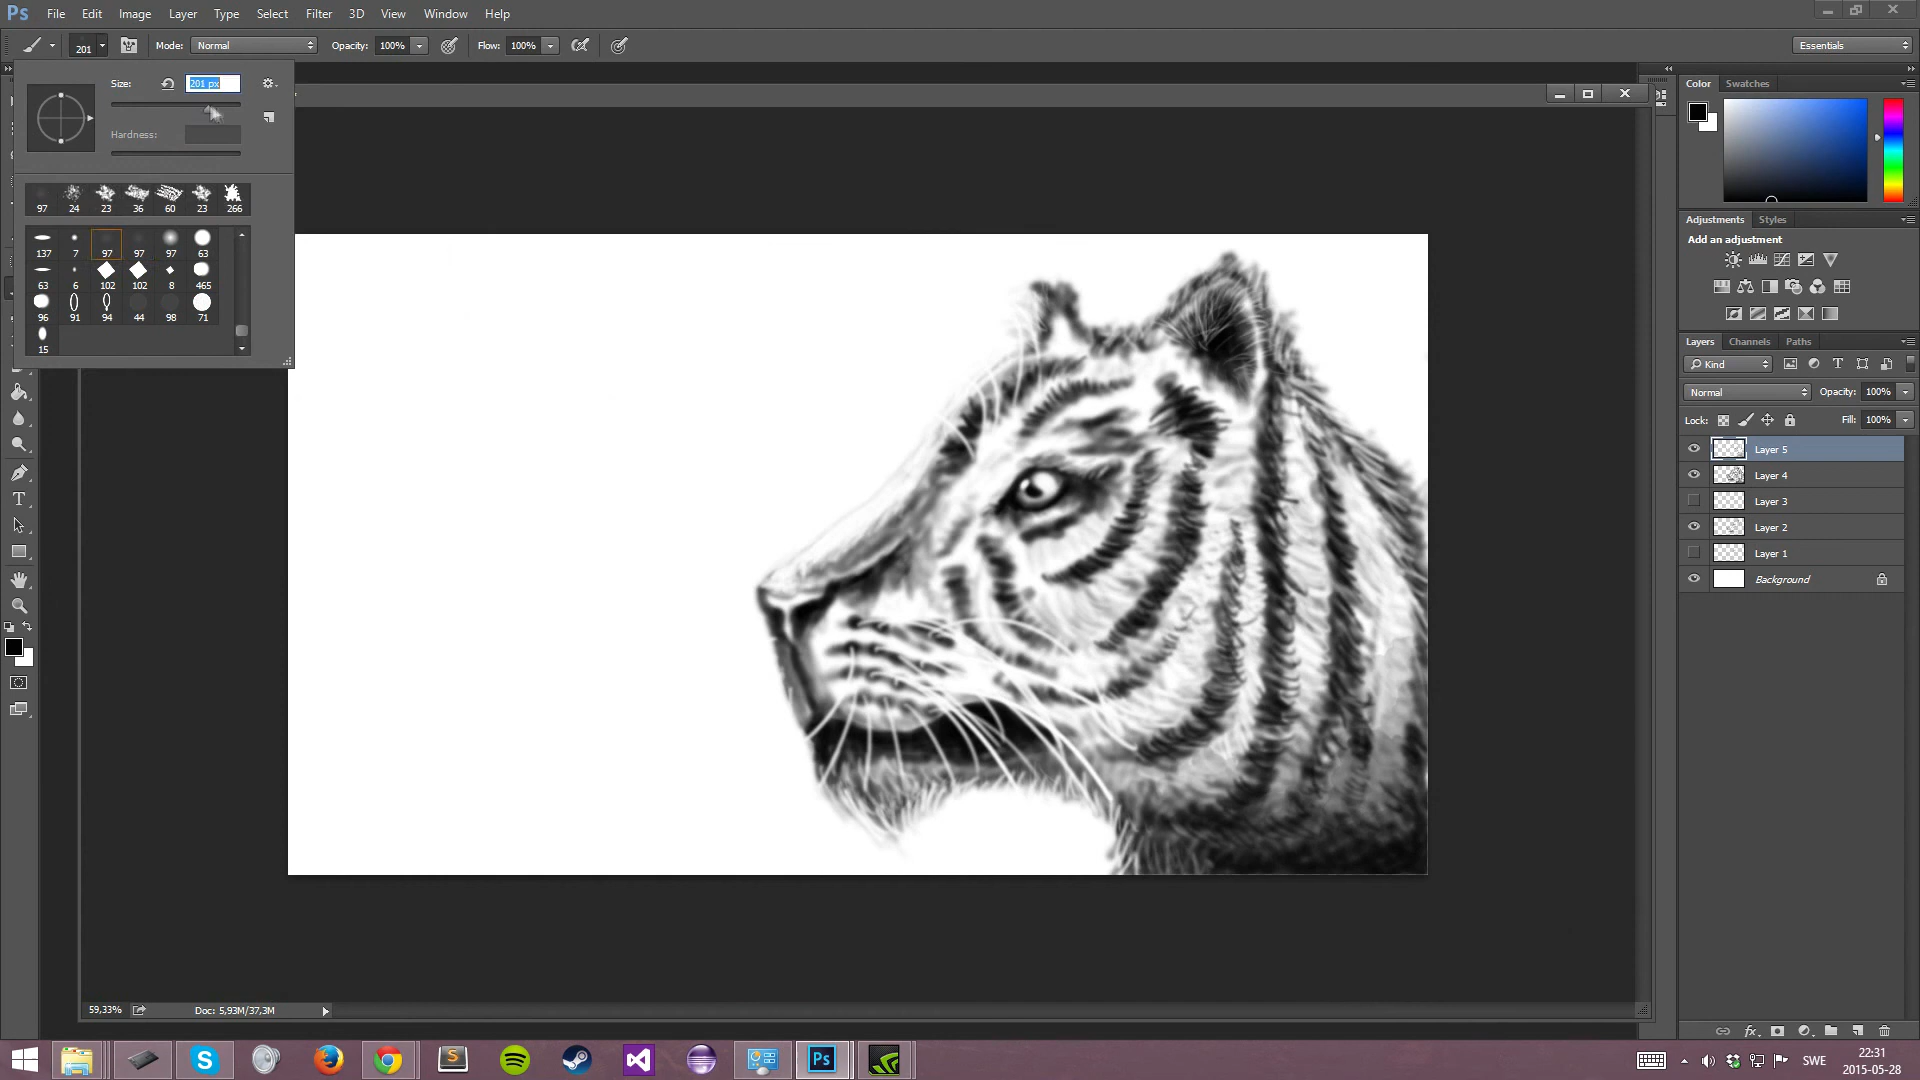 Ps File Edit Image Layer Type Select Filter 3D View Window Help
201 Mode: Normal Opacity: 100% Flow: 100% Essentials
Size: 201 px
Hardness:
97 24 23 36 60 23 266
137 7 97 97 97 63
63 6 102 102 8 465
96 91 94 44 98 71
15
Color Swatches
Adjustments Styles
Add an adjustment
Layers Channels Paths
Kind
Normal Opacity: 100%
Lock: Fill: 100%
Layer 5
Layer 4
Layer 3
Layer 2
Layer 1
Background
T
59,33% Doc: 5,93M/37,3M
fx
S S Ps SWE 22:31
2015-05-28